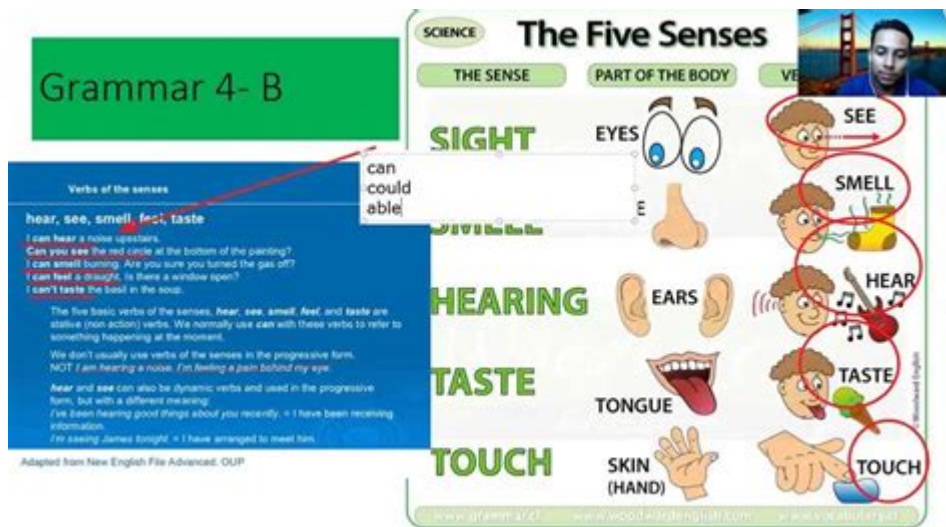 Grammar 4- B
Verbs of the senses
hear, see, smell, feel, taste
I can hear a noise upstairs.
Can you see the red circle at the bottom of the painting?
I can smell burning. Are you sure you turned the gas off?
I can feel a draught. Is there a window open?
I can't taste the basil in the soup.
The five basic verbs of the senses, hear, see, smell, feel, and taste are
stative (non action) verbs. We normally use can with these verbs to refer to
something happening at the moment.
We don't usually use verbs of the senses in the progressive form.
NOT I am hearing a noise. I'm feeling a pain behind my eye.
hear and see can also be dynamic verbs and used in the progressive
form, but with a different meaning:
I've been hearing good things about you recently. = I have been receiving
information.
I'm seeing James tonight. = I have arranged to meet him.
Adapted from New English File Advanced. OUP
can
could
able
SCIENCE
The Five Senses
THE SENSE
PART OF THE BODY
VE
SIGHT
EYES
SEE
SMELL
E
SMELL
HEARING
EARS
HEAR
TASTE
TONGUE
TASTE
TOUCH
SKIN
(HAND)
TOUCH
© Woodward English
www.grammar.cl
www.woodwardenglish.com
www.vocabulary.cl